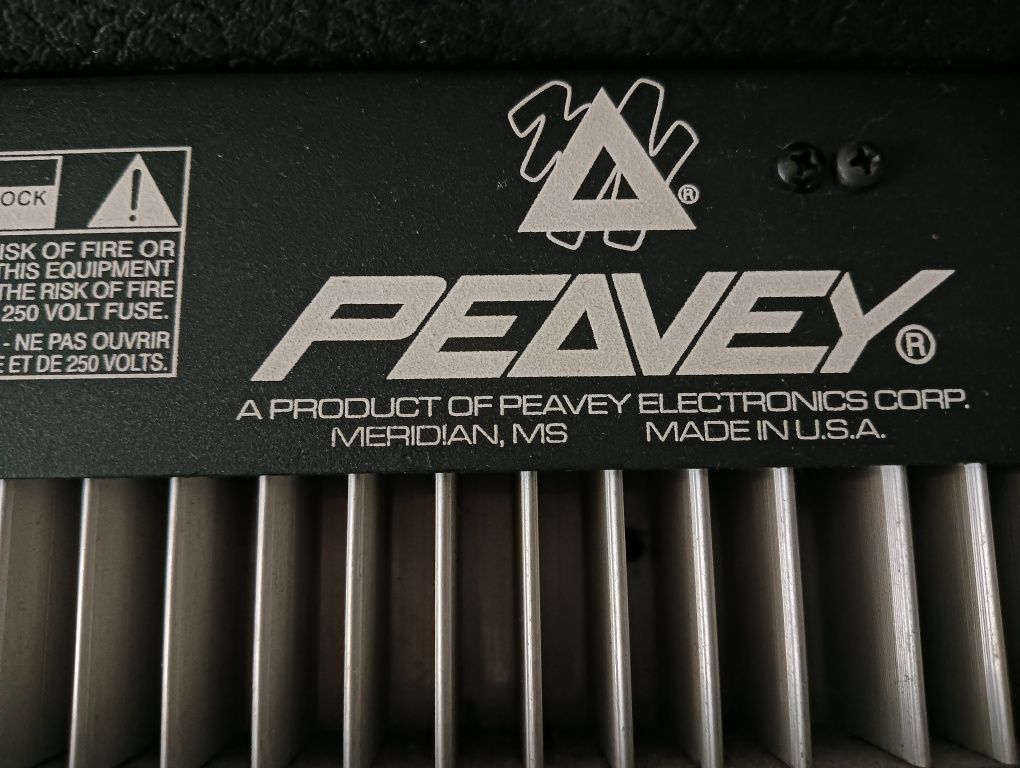 OCK
!
ISK OF FIRE OR
THIS EQUIPMENT
THE RISK OF FIRE
250 VOLT FUSE.
- NE PAS OUVRIR
E ET DE 250 VOLTS.
®
PEAVEY®
A PRODUCT OF PEAVEY ELECTRONICS CORP.
MERIDIAN, MS MADE IN U.S.A.